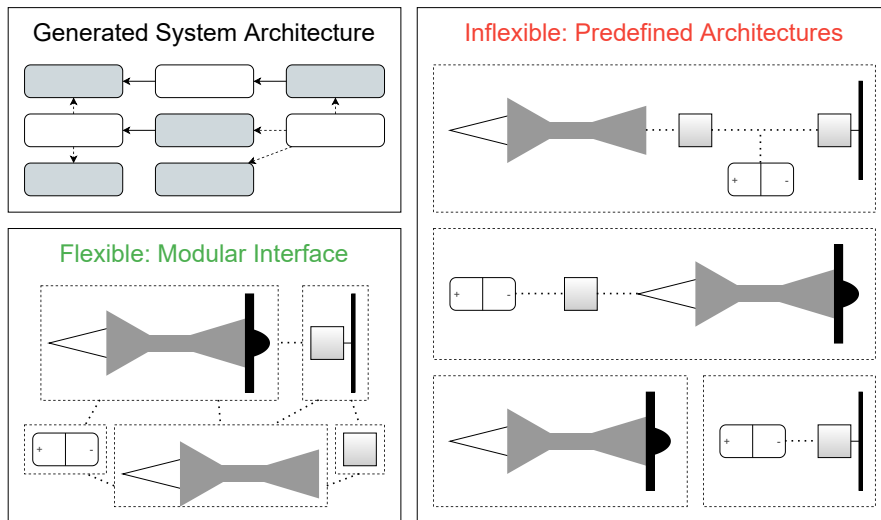 Generated System Architecture
Flexible: Modular Interface
+ -
Inflexible: Predefined Architectures
+ -
+ -
+ -